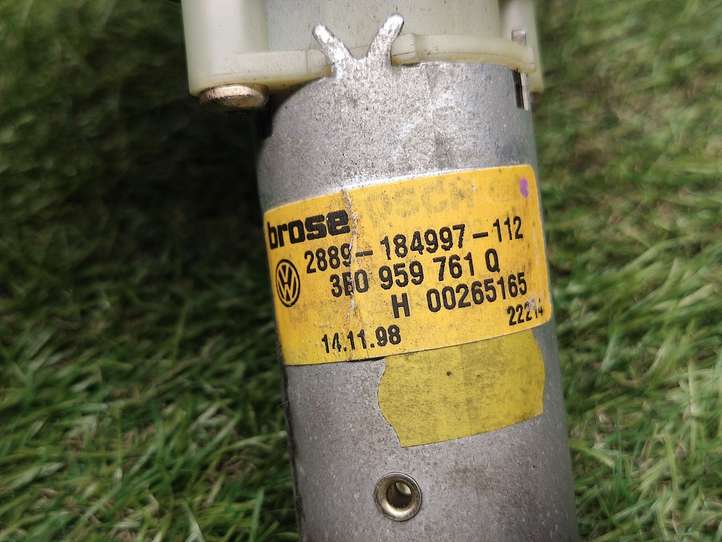 brose
2889-184997-112
3B0 959 761 Q
H 00265165
14.11.98
22214